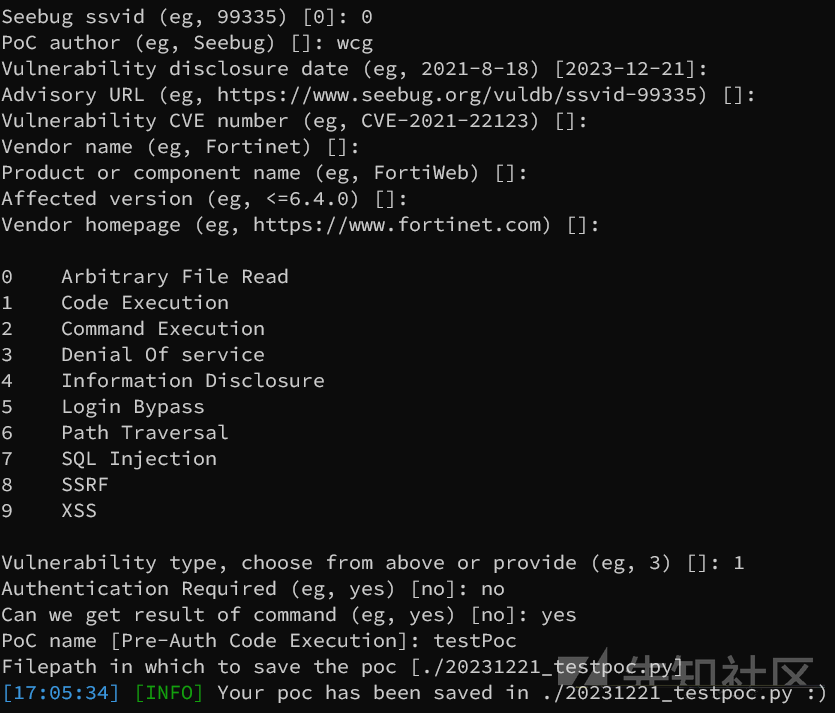 Seebug ssvid (eg, 99335) [0]: 0
PoC author (eg, Seebug) []: wcg
Vulnerability disclosure date (eg, 2021-8-18) [2023-12-21]:
Advisory URL (eg, https://www.seebug.org/vuldb/ssvid-99335) []:
Vulnerability CVE number (eg, CVE-2021-22123) []:
Vendor name (eg, Fortinet) []:
Product or component name (eg, FortiWeb) []:
Affected version (eg, <=6.4.0) []:
Vendor homepage (eg, https://www.fortinet.com) []:
0 Arbitrary File Read
1 Code Execution
2 Command Execution
3 Denial Of service
4 Information Disclosure
5 Login Bypass
6 Path Traversal
7 SQL Injection
8 SSRF
9 XSS
Vulnerability type, choose from above or provide (eg, 3) []: 1
Authentication Required (eg, yes) [no]: no
Can we get result of command (eg, yes) [no]: yes
PoC name [Pre-Auth Code Execution]: testPoc
Filepath in which to save the poc [./20231221_testpoc.py]
先知社区
[17:05:34] [INFO] Your poc has been saved in ./20231221_testpoc.py :)